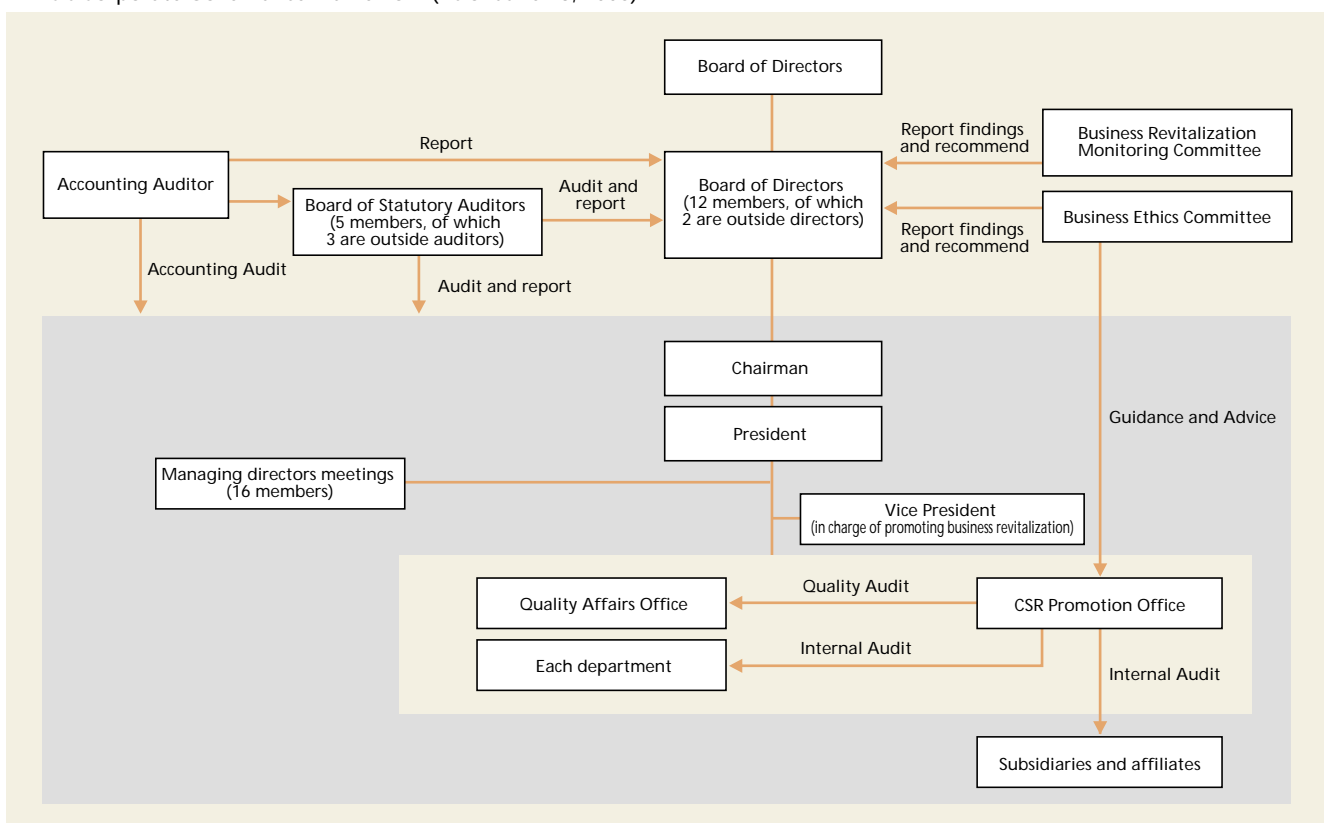 Board of Directors
Report findings
and recommend
Business Revitalization
Monitoring Committee
Report
Accounting Auditor
Board of Statutory Auditors
(5 members, of which
3 are outside auditors)
Audit and
report
Board of Directors
(12 members, of which
2 are outside directors)
Business Ethics Committee
Report findings
and recommend
Accounting Audit
Audit and report
Chairman
President
Guidance and Advice
Managing directors meetings
(16 members)
Vice President
(in charge of promoting business revitalization)
Quality Affairs Office
Quality Audit
CSR Promotion Office
Each department
Internal Audit
Internal Audit
Subsidiaries and affiliates